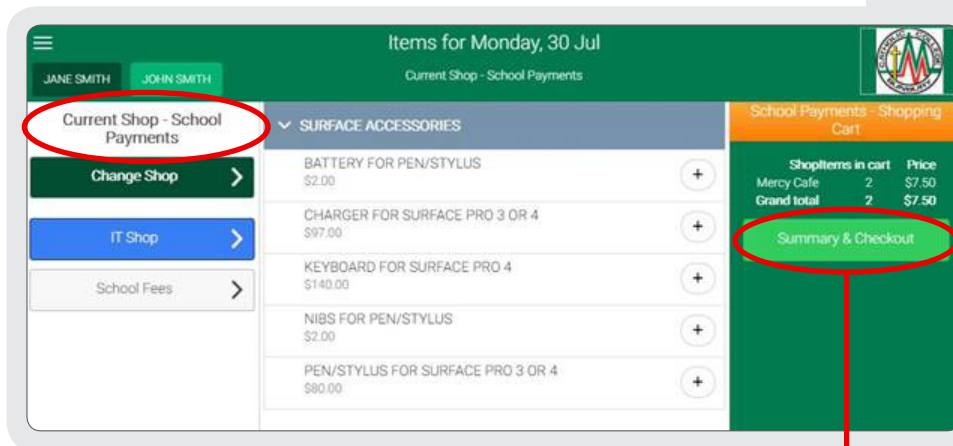 Items for Monday, 30 Jul
JANE SMITH
JOHN SMITH
Current Shop - School Payments
CATHOLIC COLLEGE
Current Shop - School
Payments
Change Shop
IT Shop
School Fees
SURFACE ACCESSORIES
BATTERY FOR PEN/STYLUS
$2.00
CHARGER FOR SURFACE PRO 3 OR 4
$97.00
KEYBOARD FOR SURFACE PRO 4
$140.00
NIBS FOR PEN/STYLUS
$2.00
PEN/STYLUS FOR SURFACE PRO 3 OR 4
$80.00
School Payments - Shopping
Cart
ShopItems in cart Price
Mercy Cafe 2 $7.50
Grand total 2 $7.50
Summary & Checkout